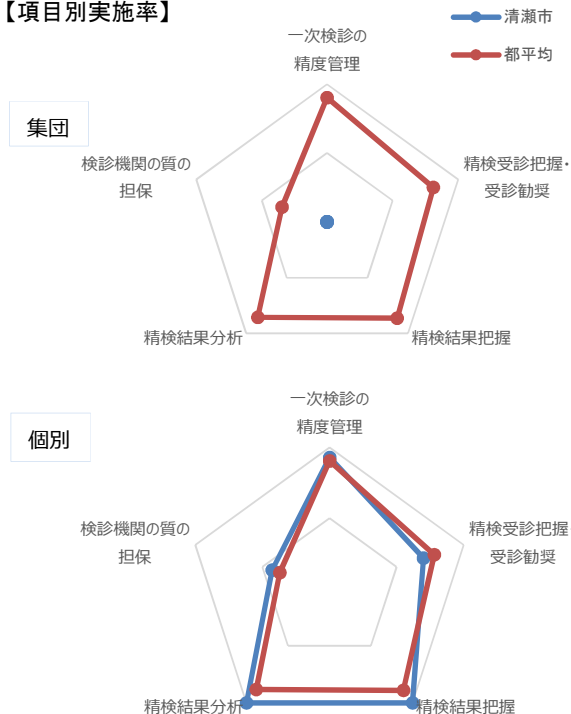 【項目別実施率】
清瀬市
都平均
集団
一次検診の
精度管理
精検受診把握・
受診勧奨
精検結果把握
精検結果分析
検診機関の質の
担保
個別
一次検診の
精度管理
精検受診把握
受診勧奨
精検結果把握
精検結果分析
検診機関の質の
担保